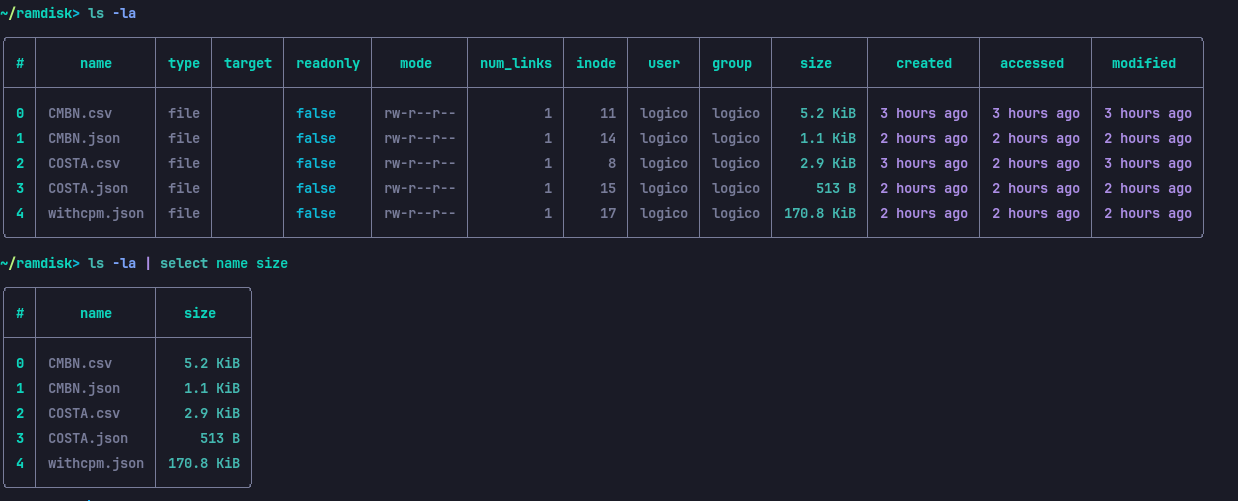 ~/ramdisk> ls -la
# name type target readonly mode num_links inode user group size created accessed modified
0 CMBN.csv file false rw-r--r-- 1 11 logico logico 5.2 KiB 3 hours ago 3 hours ago 3 hours ago
1 CMBN.json file false rw-r--r-- 1 14 logico logico 1.1 KiB 2 hours ago 2 hours ago 2 hours ago
2 COSTA.csv file false rw-r--r-- 1 8 logico logico 2.9 KiB 3 hours ago 2 hours ago 3 hours ago
3 COSTA.json file false rw-r--r-- 1 15 logico logico 513 B 2 hours ago 2 hours ago 2 hours ago
4 withcpm.json file false rw-r--r-- 1 17 logico logico 170.8 KiB 2 hours ago 2 hours ago 2 hours ago
~/ramdisk> ls -la | select name size
# name size
0 CMBN.csv 5.2 KiB
1 CMBN.json 1.1 KiB
2 COSTA.csv 2.9 KiB
3 COSTA.json 513 B
4 withcpm.json 170.8 KiB